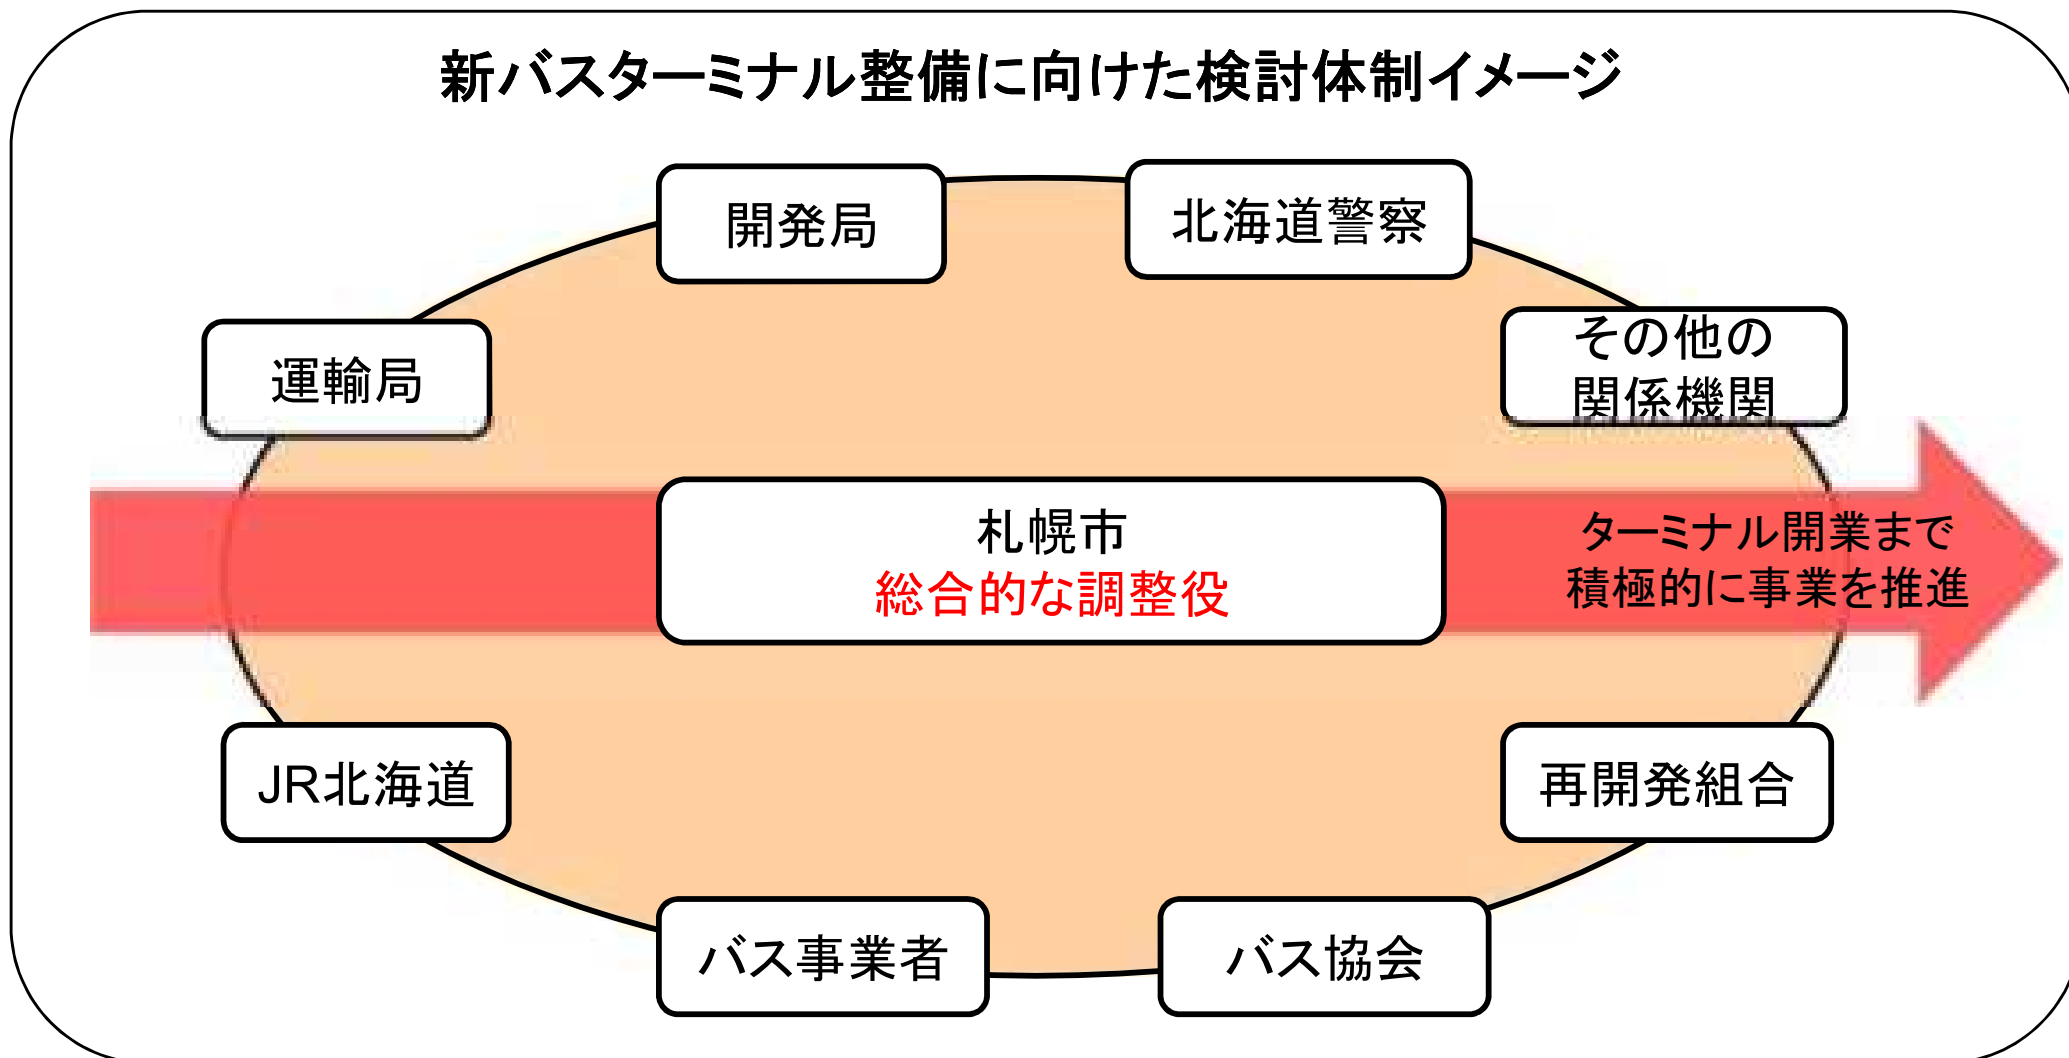 新バスターミナル整備に向けた検討体制イメージ
開発局
北海道警察
運輸局
その他の
関係機関
札幌市
総合的な調整役
ターミナル開業まで
積極的に事業を推進
JR北海道
再開発組合
バス事業者
バス協会